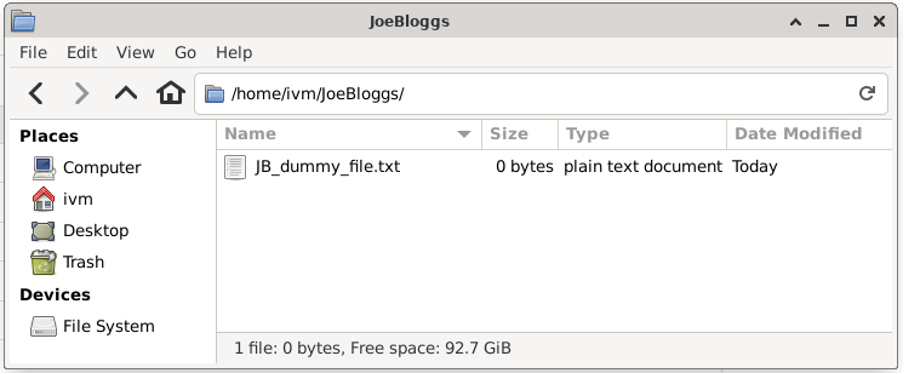 JoeBloggs
File Edit View Go Help
/home/ivm/JoeBloggs/
Places
Computer
ivm
Desktop
Trash
Devices
File System
Name Size Type Date Modified
JB_dummy_file.txt 0 bytes plain text document Today
1 file: 0 bytes, Free space: 92.7 GiB